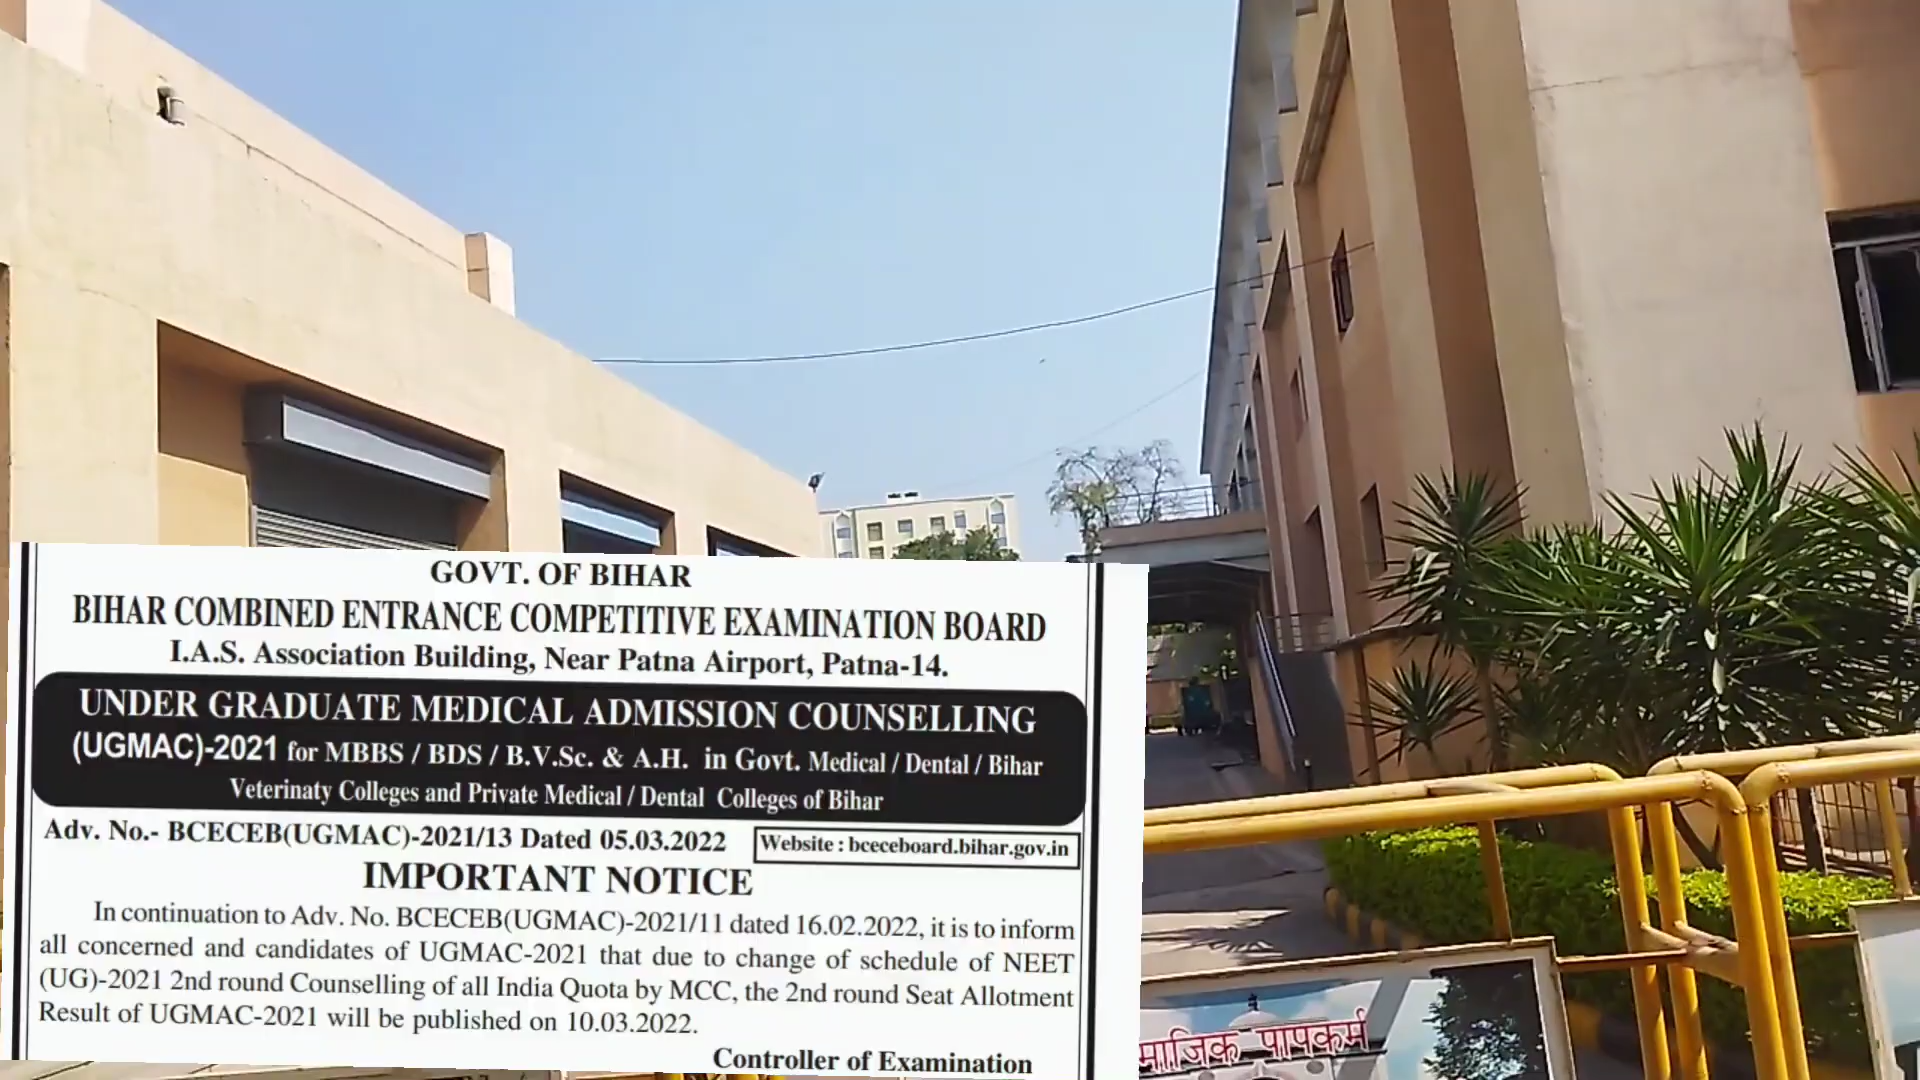 GOVT. OF BIHAR
BIHAR COMBINED ENTRANCE COMPETITIVE EXAMINATION BOARD
I.A.S. Association Building, Near Patna Airport, Patna-14.
UNDER GRADUATE MEDICAL ADMISSION COUNSELLING
(UGMAC)-2021 for MBBS / BDS / B.V.Sc. & A.H. in Govt. Medical / Dental / Bihar
Veterinaty Colleges and Private Medical / Dental Colleges of Bihar
Adv. No.- BCECEB(UGMAC)-2021/13 Dated 05.03.2022
Website : bceceboard.bihar.gov.in
IMPORTANT NOTICE
In continuation to Adv. No. BCECEB(UGMAC)-2021/11 dated 16.02.2022, it is to inform
all concerned and candidates of UGMAC-2021 that due to change of schedule of NEET
(UG)-2021 2nd round Counselling of all India Quota by MCC, the 2nd round Seat Allotment
Result of UGMAC-2021 will be published on 10.03.2022.
Controller of Examination
पापकर्म